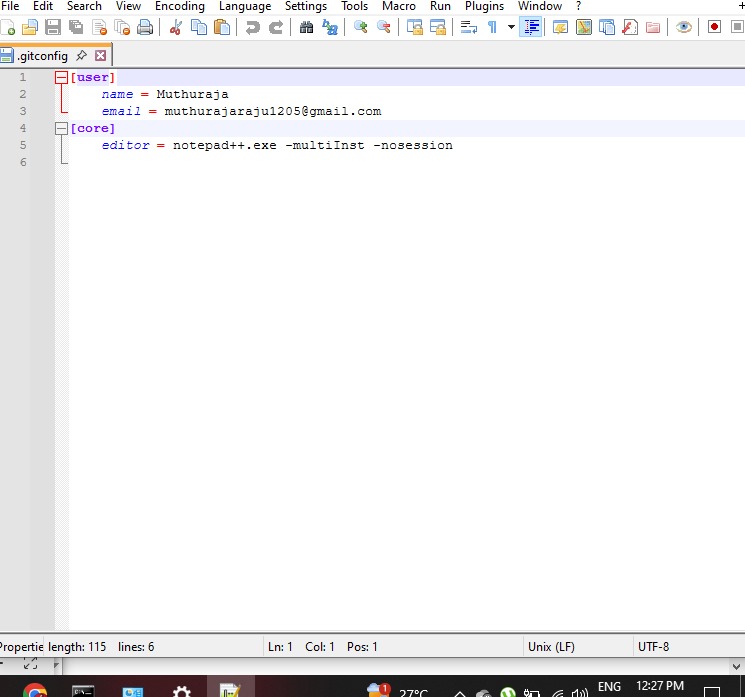 File Edit Search View Encoding Language Settings Tools Macro Run Plugins Window ?
.gitconfig
1 [user]
2 name = Muthuraja
3 email = muthurajaraju1205@gmail.com
4 [core]
5 editor = notepad++.exe -multiInst -nosession
6
Propertie length: 115 lines: 6 Ln: 1 Col: 1 Pos: 1 Unix (LF) UTF-8
1 27°C ENG 12:27 PM